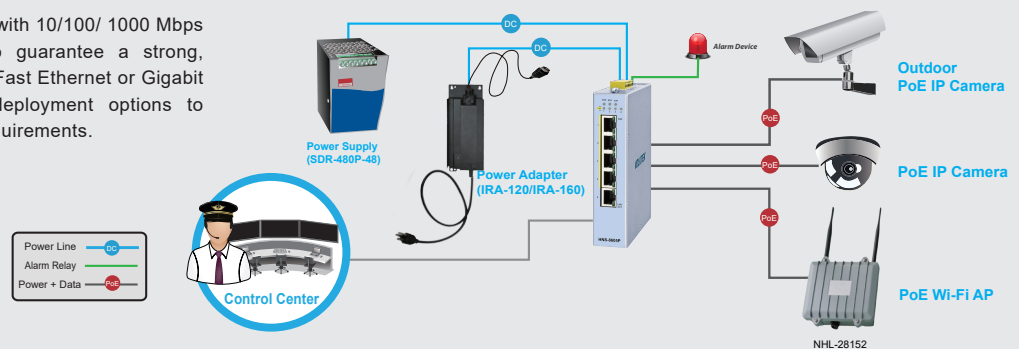 with 10/100/ 1000 Mbps
guarantee a strong,
Fast Ethernet or Gigabit
deployment options to
uirements.
DC
DC
Alarm Device
Outdoor
PoE IP Camera
PoE
Power Supply
(SDR-480P-48)
Power Adapter
(IRA-120/IRA-160)
PoE
PoE IP Camera
PoE
Power Line DC
Alarm Relay
Power + Data PoE
Control Center
PoE Wi-Fi AP
NHL-28152